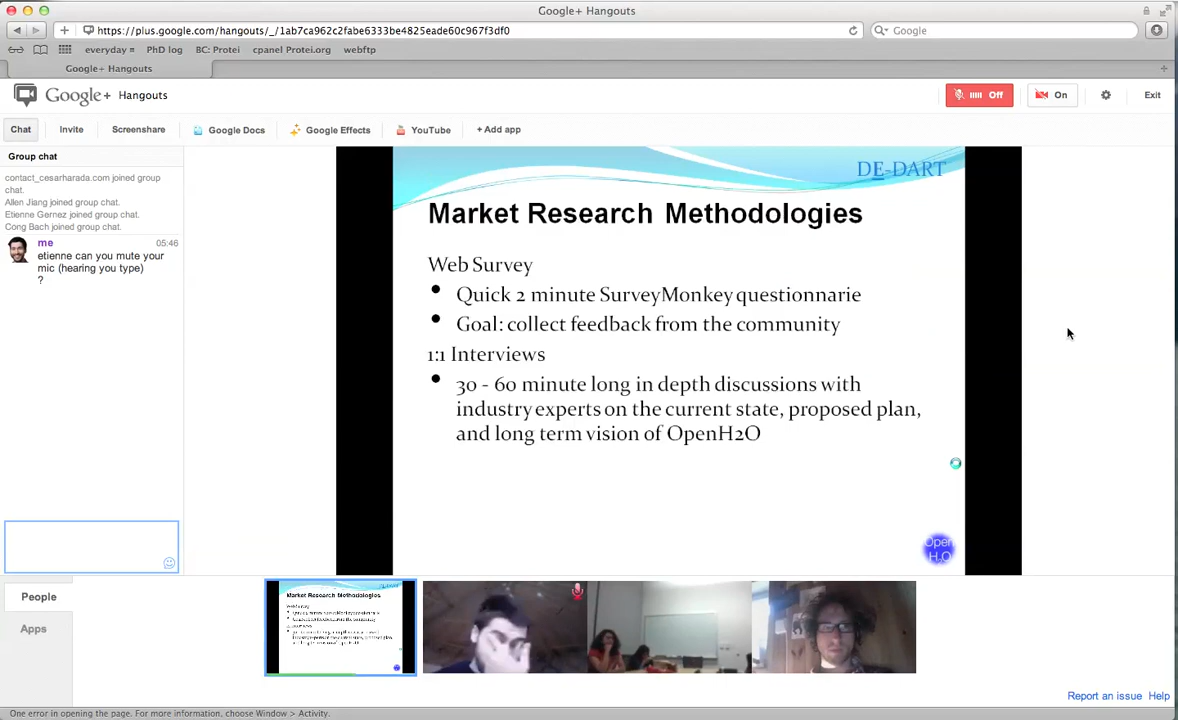 Google+ Hangouts
https://plus.google.com/hangouts/_/1ab7ca962c2fabe6333be4825eade60c967f3df0
Google
everyday
PhD log
BC: Protei
cpanel Protei.org
webftp
Google+ Hangouts
Google+ Hangouts
Off
On
Exit
Chat
Invite
Screenshare
Google Docs
Google Effects
YouTube
+ Add app
Group chat
contact_cesarharada.com joined group
chat.
Allen Jiang joined group chat.
Etienne Gernez joined group chat.
Cong Bach joined group chat.
me 05:46
etienne can you mute your
mic (hearing you type)
?
DE-DART
Market Research Methodologies
Web Survey
• Quick 2 minute SurveyMonkey questionnarie
• Goal: collect feedback from the community
1:1 Interviews
• 30 - 60 minute long in depth discussions with
industry experts on the current state, proposed plan,
and long term vision of OpenH2O
Open
H₂O
People
Apps
Market Research Methodologies
Report an issue Help
One error in opening the page. For more information, choose Window > Activity.